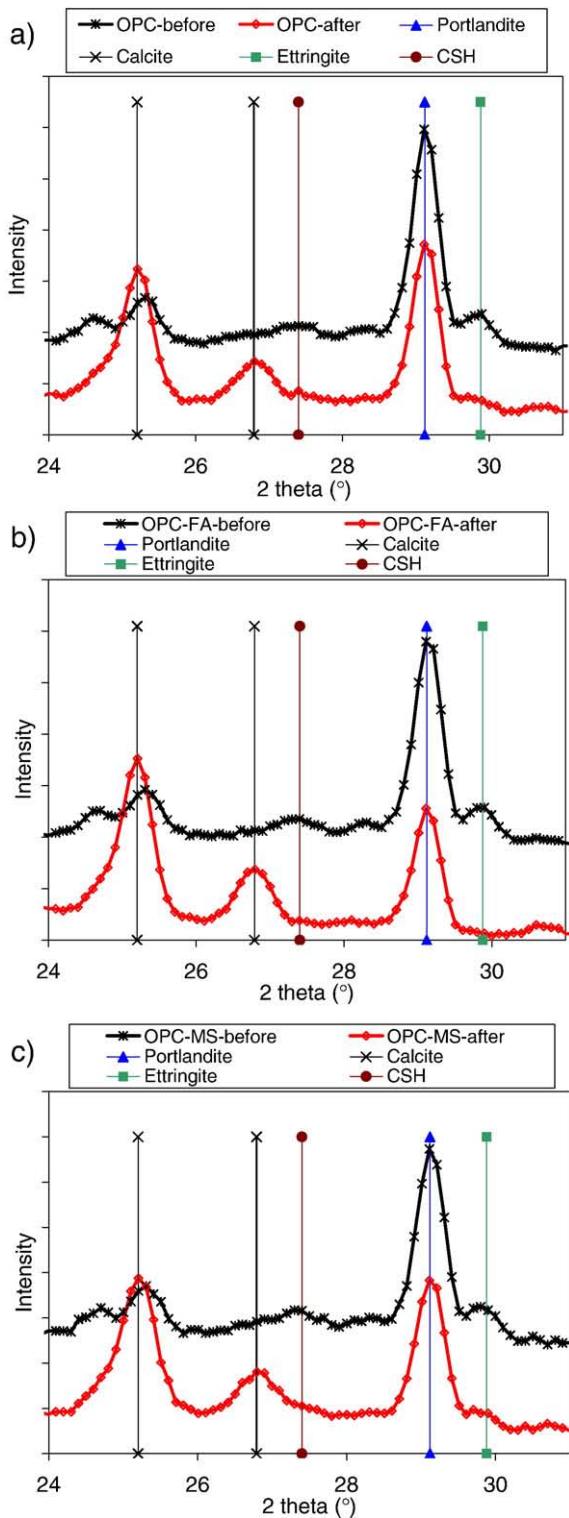 a)
OPC-before OPC-after Portlandite
Calcite Ettringite CSH
Intensity
24 26 28 30
2 theta (°)
b)
OPC-FA-before OPC-FA-after
Portlandite Calcite
Ettringite CSH
Intensity
24 26 28 30
2 theta (°)
c)
OPC-MS-before OPC-MS-after
Portlandite Calcite
Ettringite CSH
Intensity
24 26 28 30
2 theta (°)